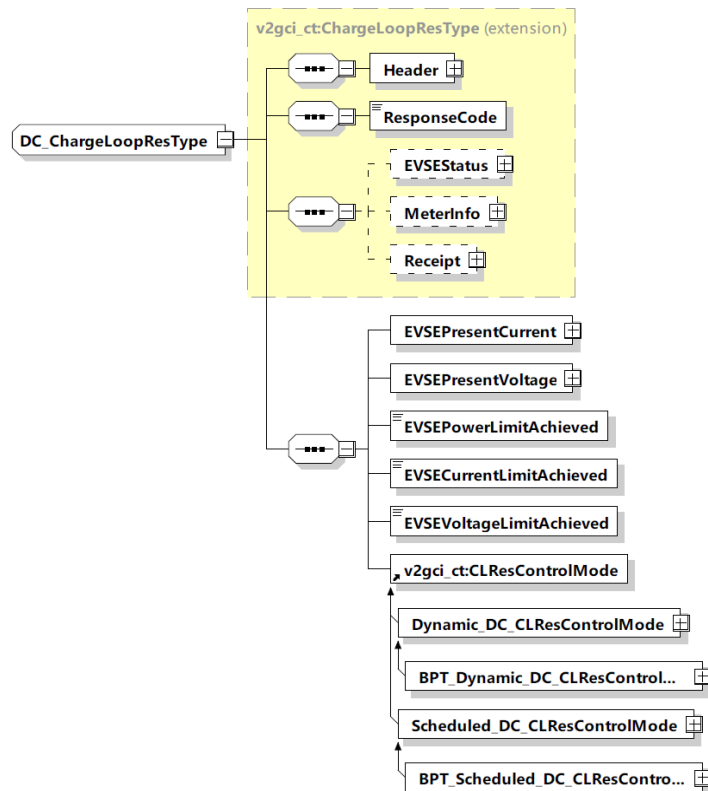 v2gci_ct:ChargeLoopResType (extension)
Header
ResponseCode
DC_ChargeLoopResType
EVSEStatus
MeterInfo
Receipt
EVSEPresentCurrent
EVSEPresentVoltage
EVSEPowerLimitAchieved
EVSECurrentLimitAchieved
EVSEVoltageLimitAchieved
v2gci_ct:CLResControlMode
Dynamic_DC_CLResControlMode
BPT_Dynamic_DC_CLResControl...
Scheduled_DC_CLResControlMode
BPT_Scheduled_DC_CLResContro...